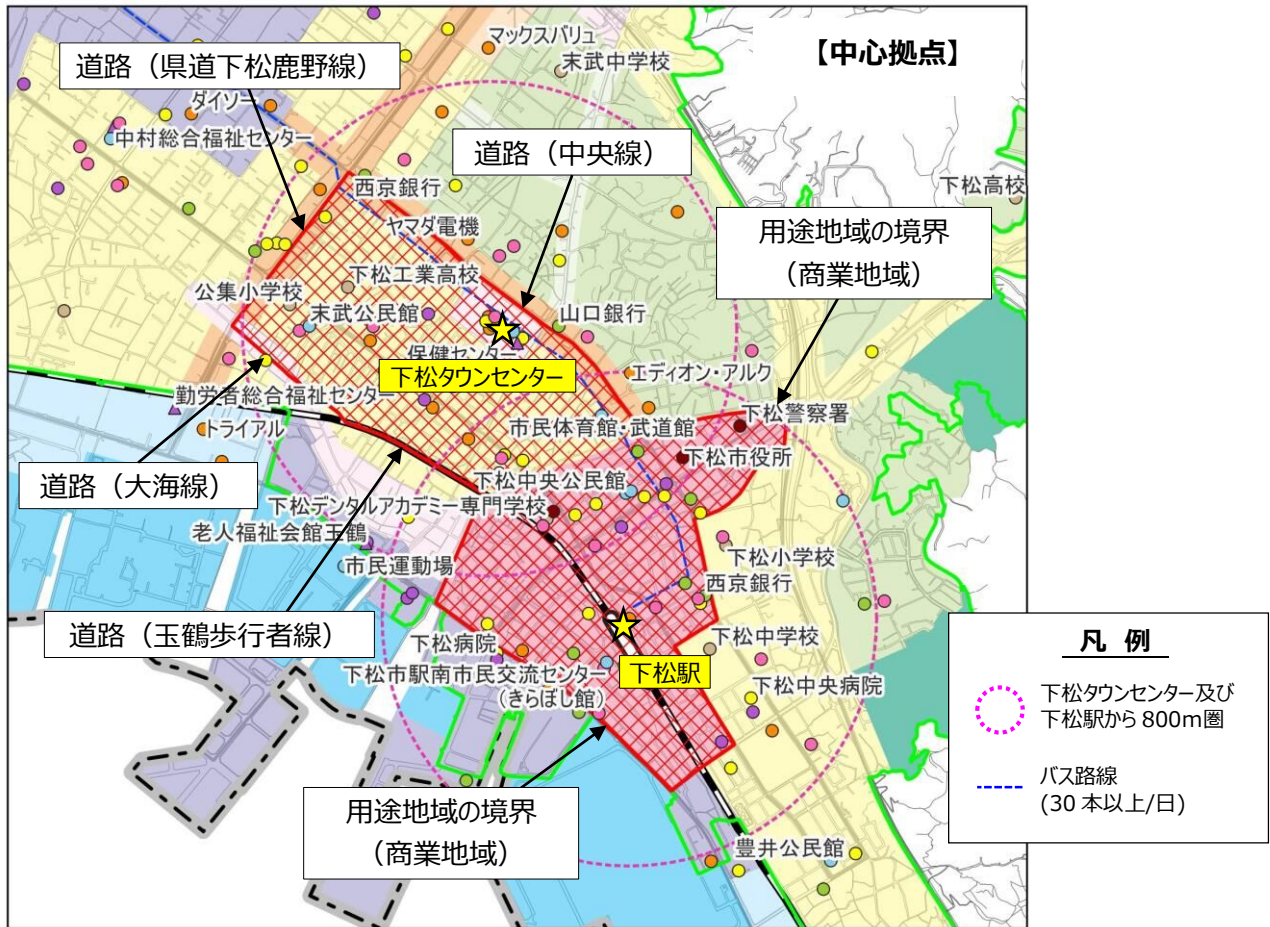 【中心拠点】
マックスバリュ
末武中学校
道路（県道下松鹿野線）
ダイソー
中村総合福祉センター
道路（中央線）
下松高校
西京銀行
ヤマダ電機
用途地域の境界
（商業地域）
下松工業高校
公集小学校
末武公民館
山口銀行
保健センター
下松タウンセンター
エディオン・アルク
勤労者総合福祉センター
下松警察署
トライアル
市民体育館・武道館
下松市役所
道路（大海線）
下松中央公民館
下松デンタルアカデミー専門学校
老人福祉会館玉鶴
下松小学校
市民運動場
西京銀行
道路（玉鶴歩行者線）
下松病院
下松中学校
下松市駅南市民交流センター
（きらぼし館）
下松駅
下松中央病院
用途地域の境界
（商業地域）
豊井公民館
凡 例
下松タウンセンター及び
下松駅から800m圏
バス路線
(30 本以上/日)